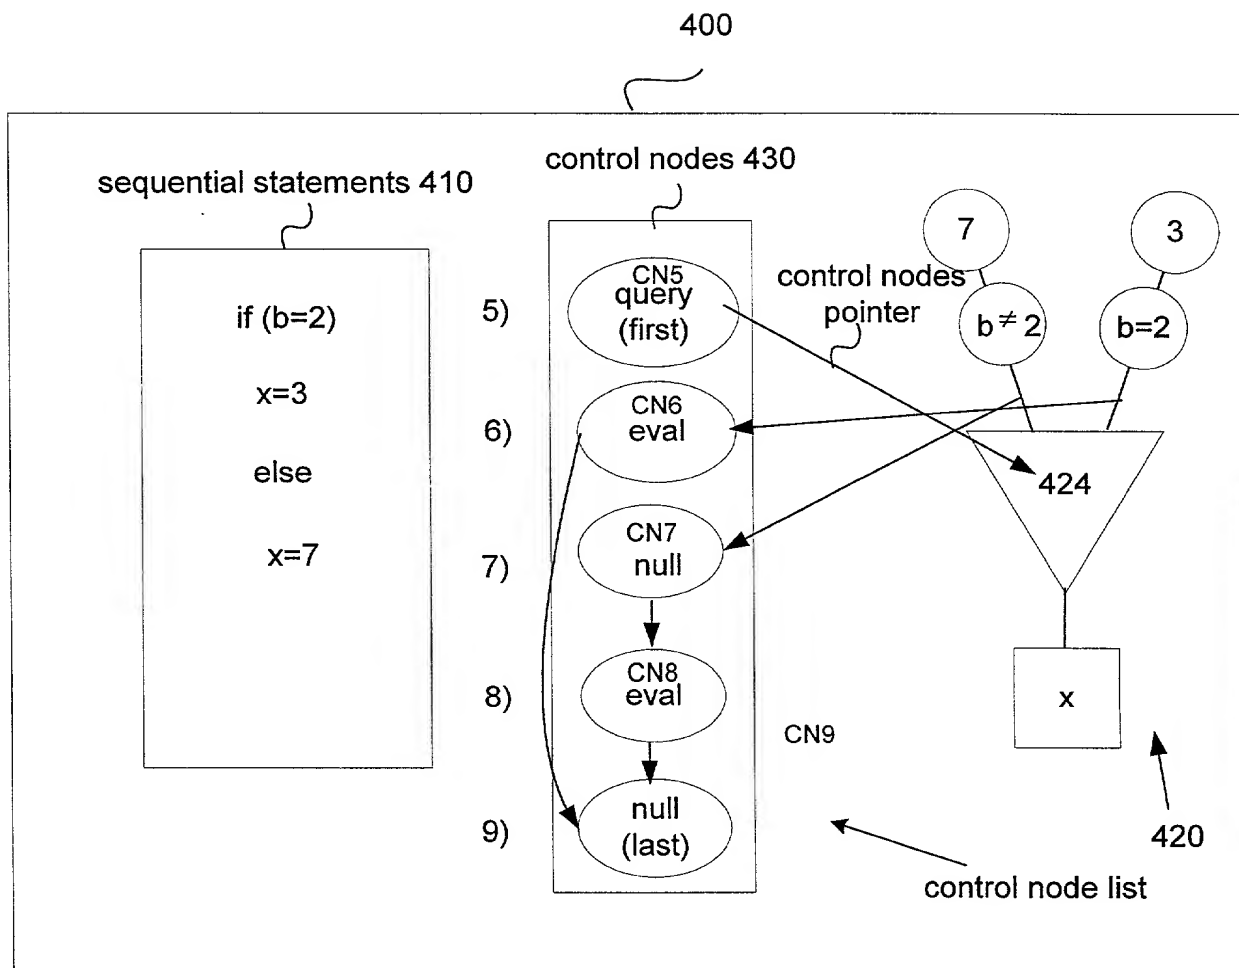 400
sequential statements 410
if (b=2)
x=3
else
x=7
control nodes 430
5)
CN5
query
(first)
6)
CN6
eval
7)
CN7
null
8)
CN8
eval
9)
null
(last)
CN9
control node list
control nodes
pointer
7
3
b≠2
b=2
424
x
420